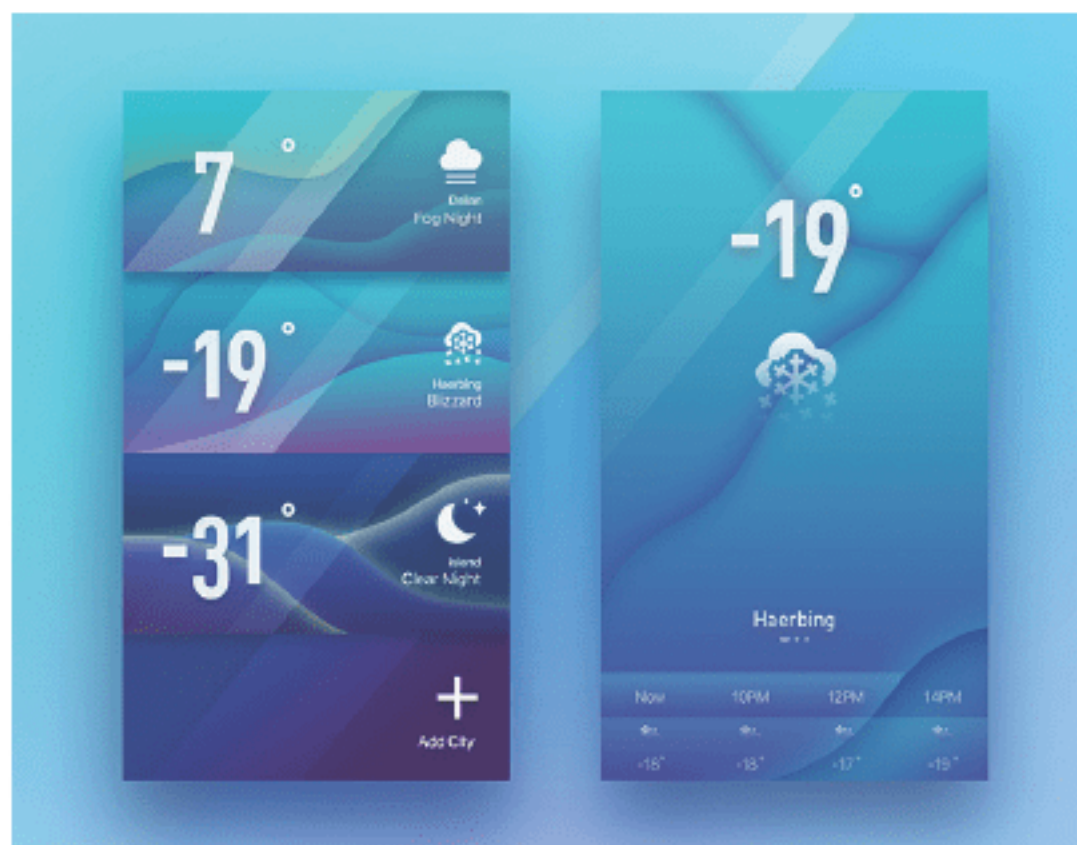 7°
Dalian
Fog Night
-19°
Haerbing
Blizzard
-31°
Island
Clear Night
Add City
-19°
Haerbing
Now 10PM 12PM 14PM
-18° -18° -17° -19°